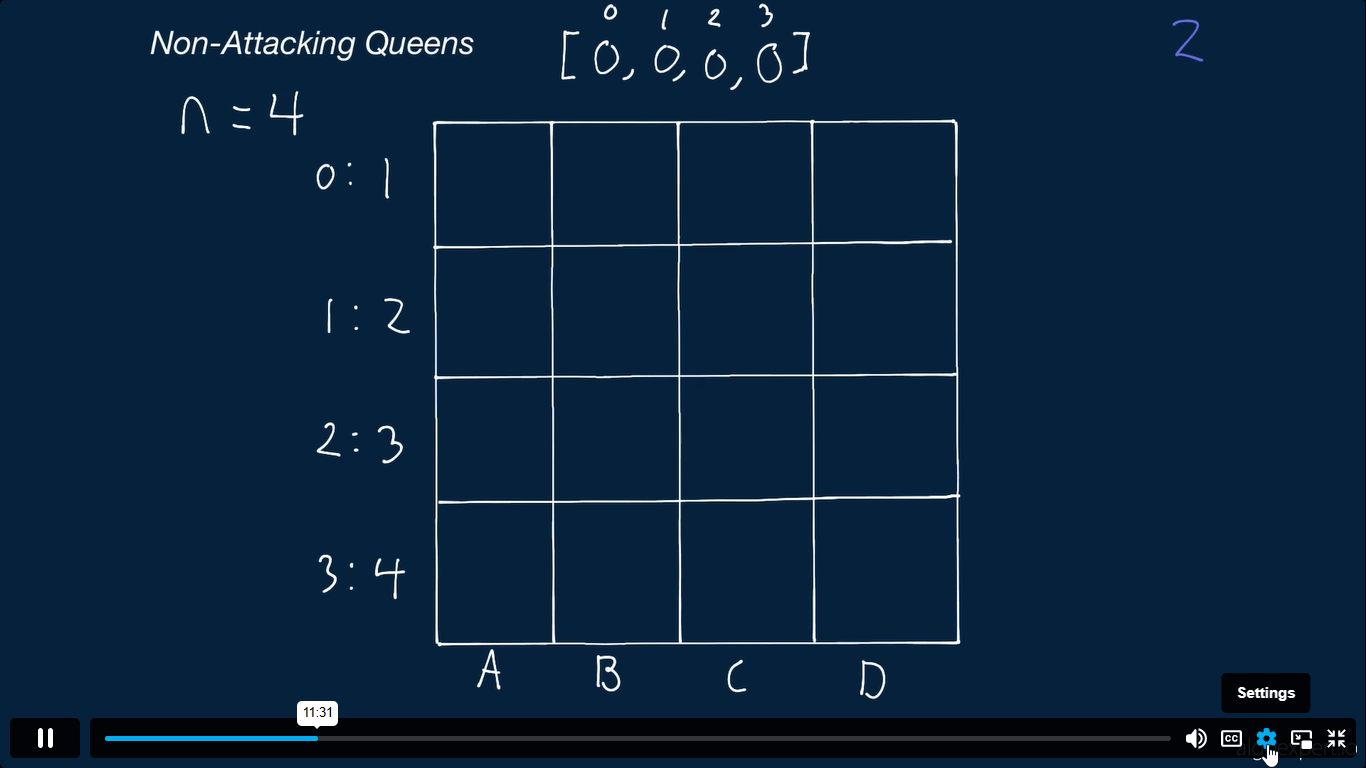 0 1 2 3
Non-Attacking Queens [0, 0, 0, 0] 2
n = 4
0: 1
1: 2
2: 3
3: 4
A B C D
Settings
11:31
CC